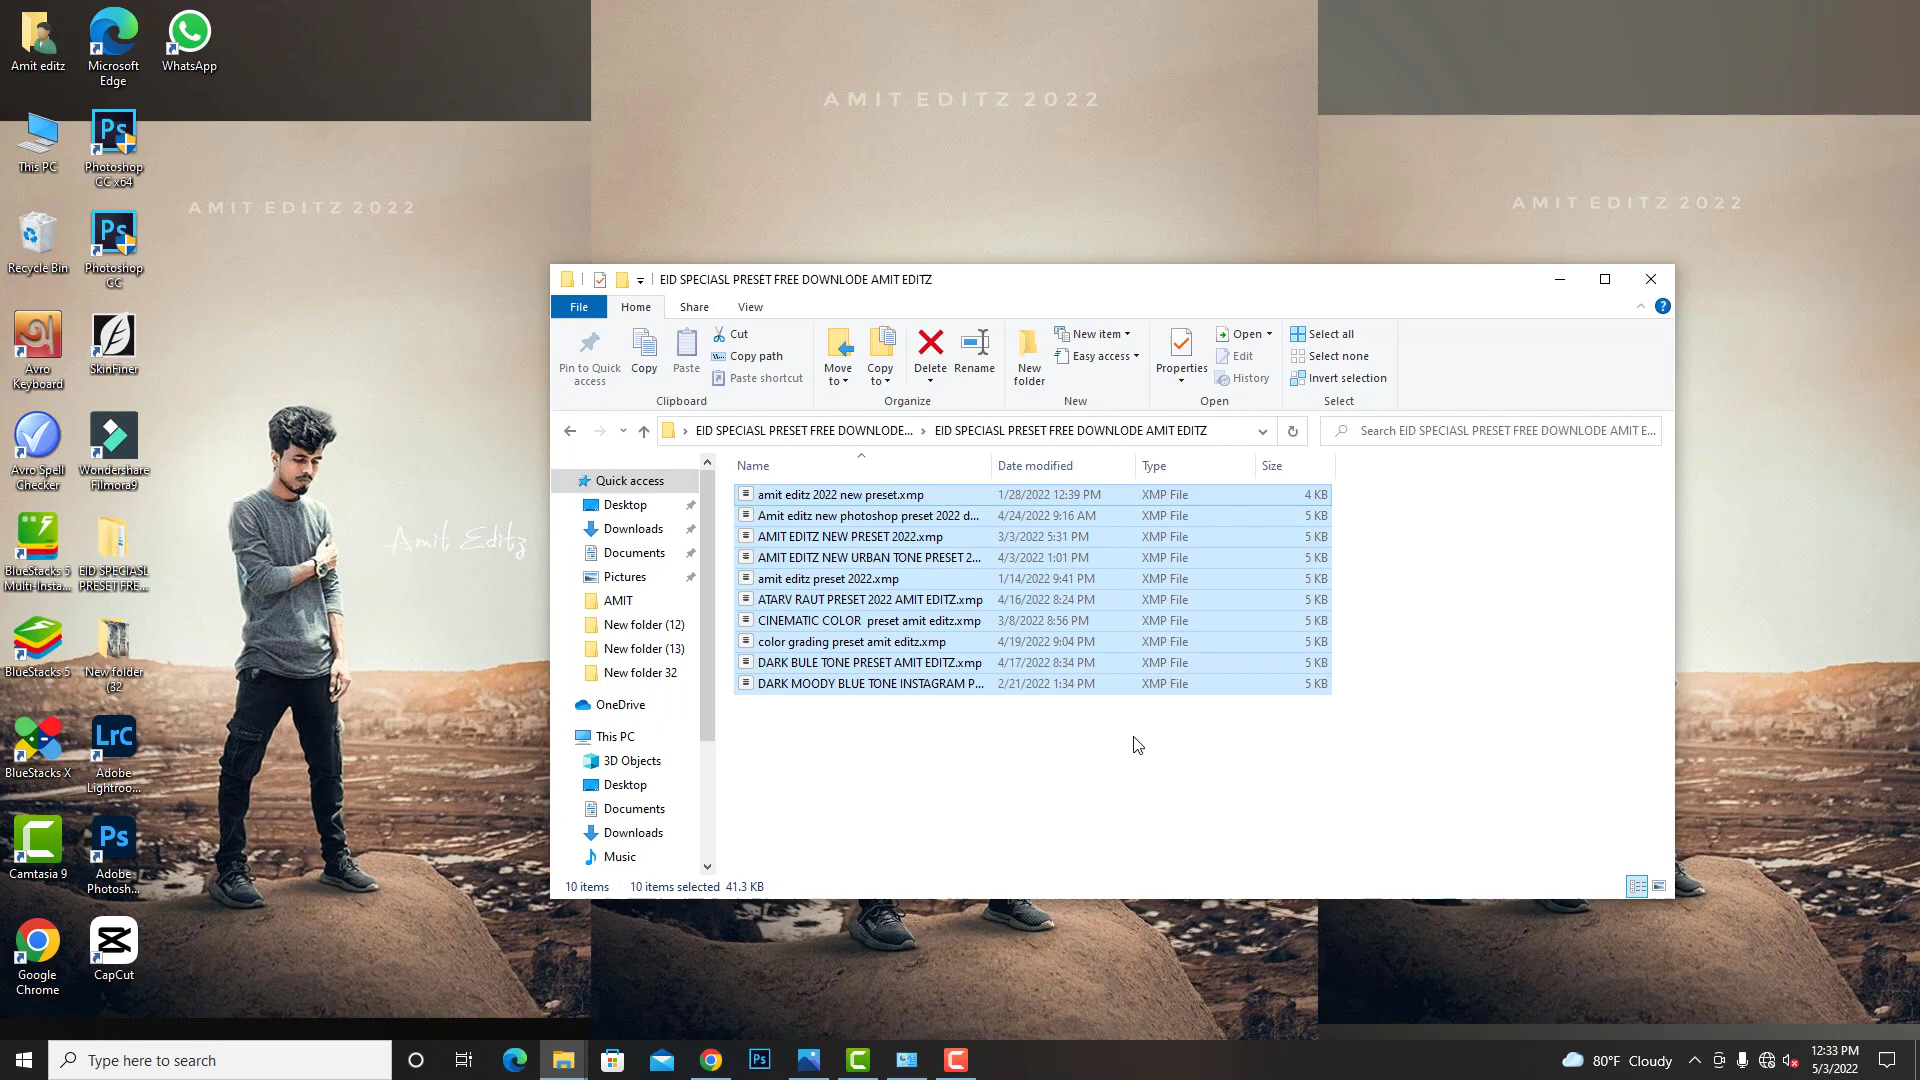 Amit editz
Microsoft
Edge
WhatsApp
This PC
Photoshop
CC x64
Recycle Bin
Photoshop
CC
Avro
Keyboard
SkinFiner
Avro Spell
Checker
Wondershare
Filmora9
BlueStacks 5
Multi-Insta...
EID SPECIASL
PRESET FRE...
BlueStacks 5
New folder
(32
BlueStacks X
Adobe
Lightroo...
Camtasia 9
Adobe
Photosh...
Google
Chrome
CapCut
AMIT EDITZ 2022
AMIT EDITZ 2022
AMIT EDITZ 2022
Amit Editz
EID SPECIASL PRESET FREE DOWNLODE AMIT EDITZ
File Home Share View
Pin to Quick
access
Copy
Paste
Cut
Copy path
Paste shortcut
Clipboard
Move
to
Copy
to
Delete
Rename
Organize
New
folder
New item
Easy access
New
Properties
Open
Edit
History
Open
Select all
Select none
Invert selection
Select
EID SPECIASL PRESET FREE DOWNLODE... › EID SPECIASL PRESET FREE DOWNLODE AMIT EDITZ
Search EID SPECIASL PRESET FREE DOWNLODE AMIT E...
Quick access
Desktop
Downloads
Documents
Pictures
AMIT
New folder (12)
New folder (13)
New folder 32
OneDrive
This PC
3D Objects
Desktop
Documents
Downloads
Music
Name Date modified Type Size
amit editz 2022 new preset.xmp 1/28/2022 12:39 PM XMP File 4 KB
Amit editz new photoshop preset 2022 d... 4/24/2022 9:16 AM XMP File 5 KB
AMIT EDITZ NEW PRESET 2022.xmp 3/3/2022 5:31 PM XMP File 5 KB
AMIT EDITZ NEW URBAN TONE PRESET 2... 4/3/2022 1:01 PM XMP File 5 KB
amit editz preset 2022.xmp 1/14/2022 9:41 PM XMP File 5 KB
ATARV RAUT PRESET 2022 AMIT EDITZ.xmp 4/16/2022 8:24 PM XMP File 5 KB
CINEMATIC COLOR  preset amit editz.xmp 3/8/2022 8:56 PM XMP File 5 KB
color grading preset amit editz.xmp 4/19/2022 9:04 PM XMP File 5 KB
DARK BULE TONE PRESET AMIT EDITZ.xmp 4/17/2022 8:34 PM XMP File 5 KB
DARK MOODY BLUE TONE INSTAGRAM P... 2/21/2022 1:34 PM XMP File 5 KB
10 items 10 items selected 41.3 KB
Type here to search
80°F Cloudy
12:33 PM
5/3/2022